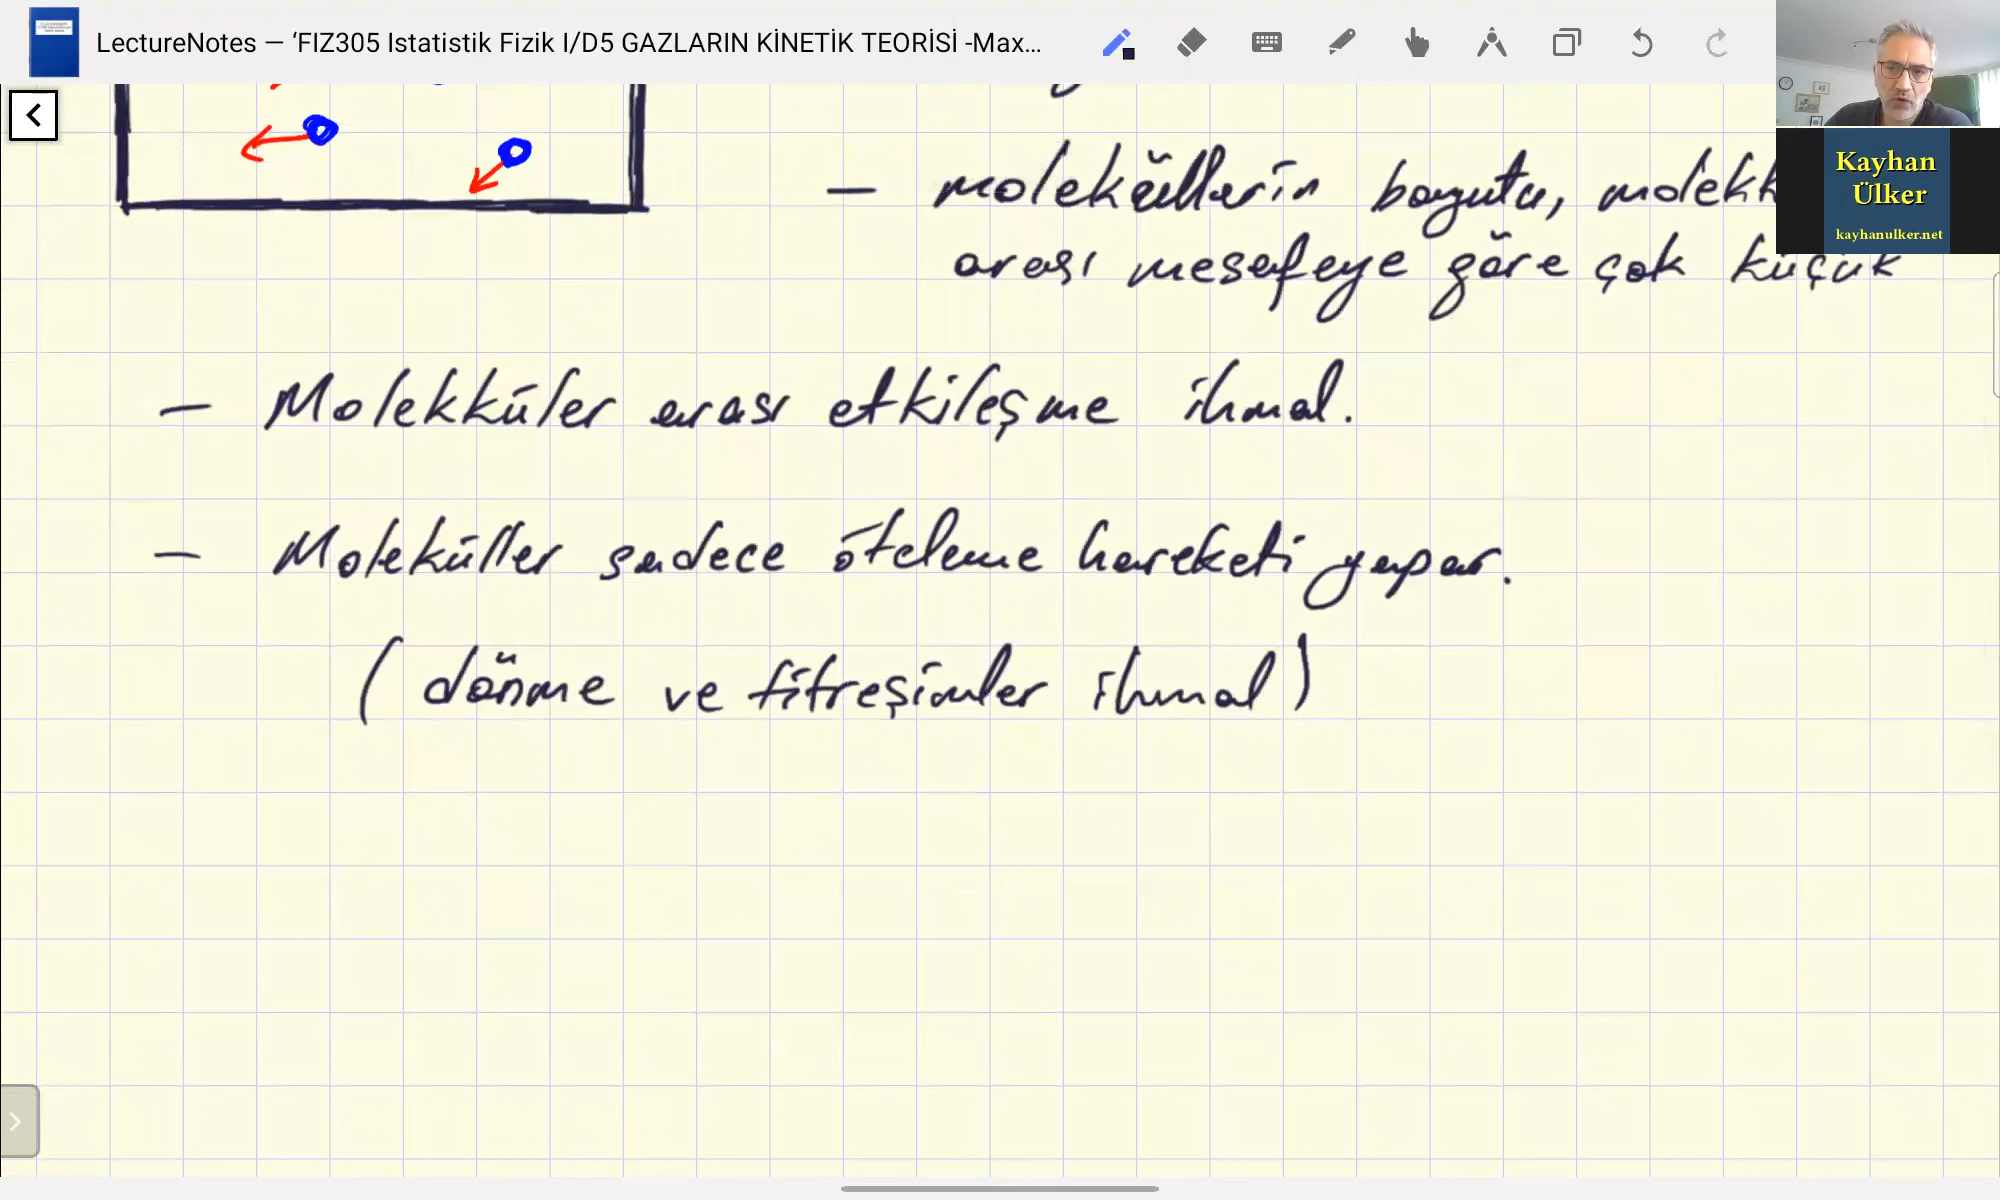 LectureNotes — ‘FIZ305 Istatistik Fizik I/D5 GAZLARIN KİNETİK TEORİSİ -Max...
Kayhan
Ülker
kayhanulker.net
— moleküllerin boyutu, molekk
arası mesafeye göre çok küçük
— Molekküler arası etkileşme ihmal.
— Moleküller sadece öteleme hareketi yapar.
(dönme ve titreşimler ihmal)